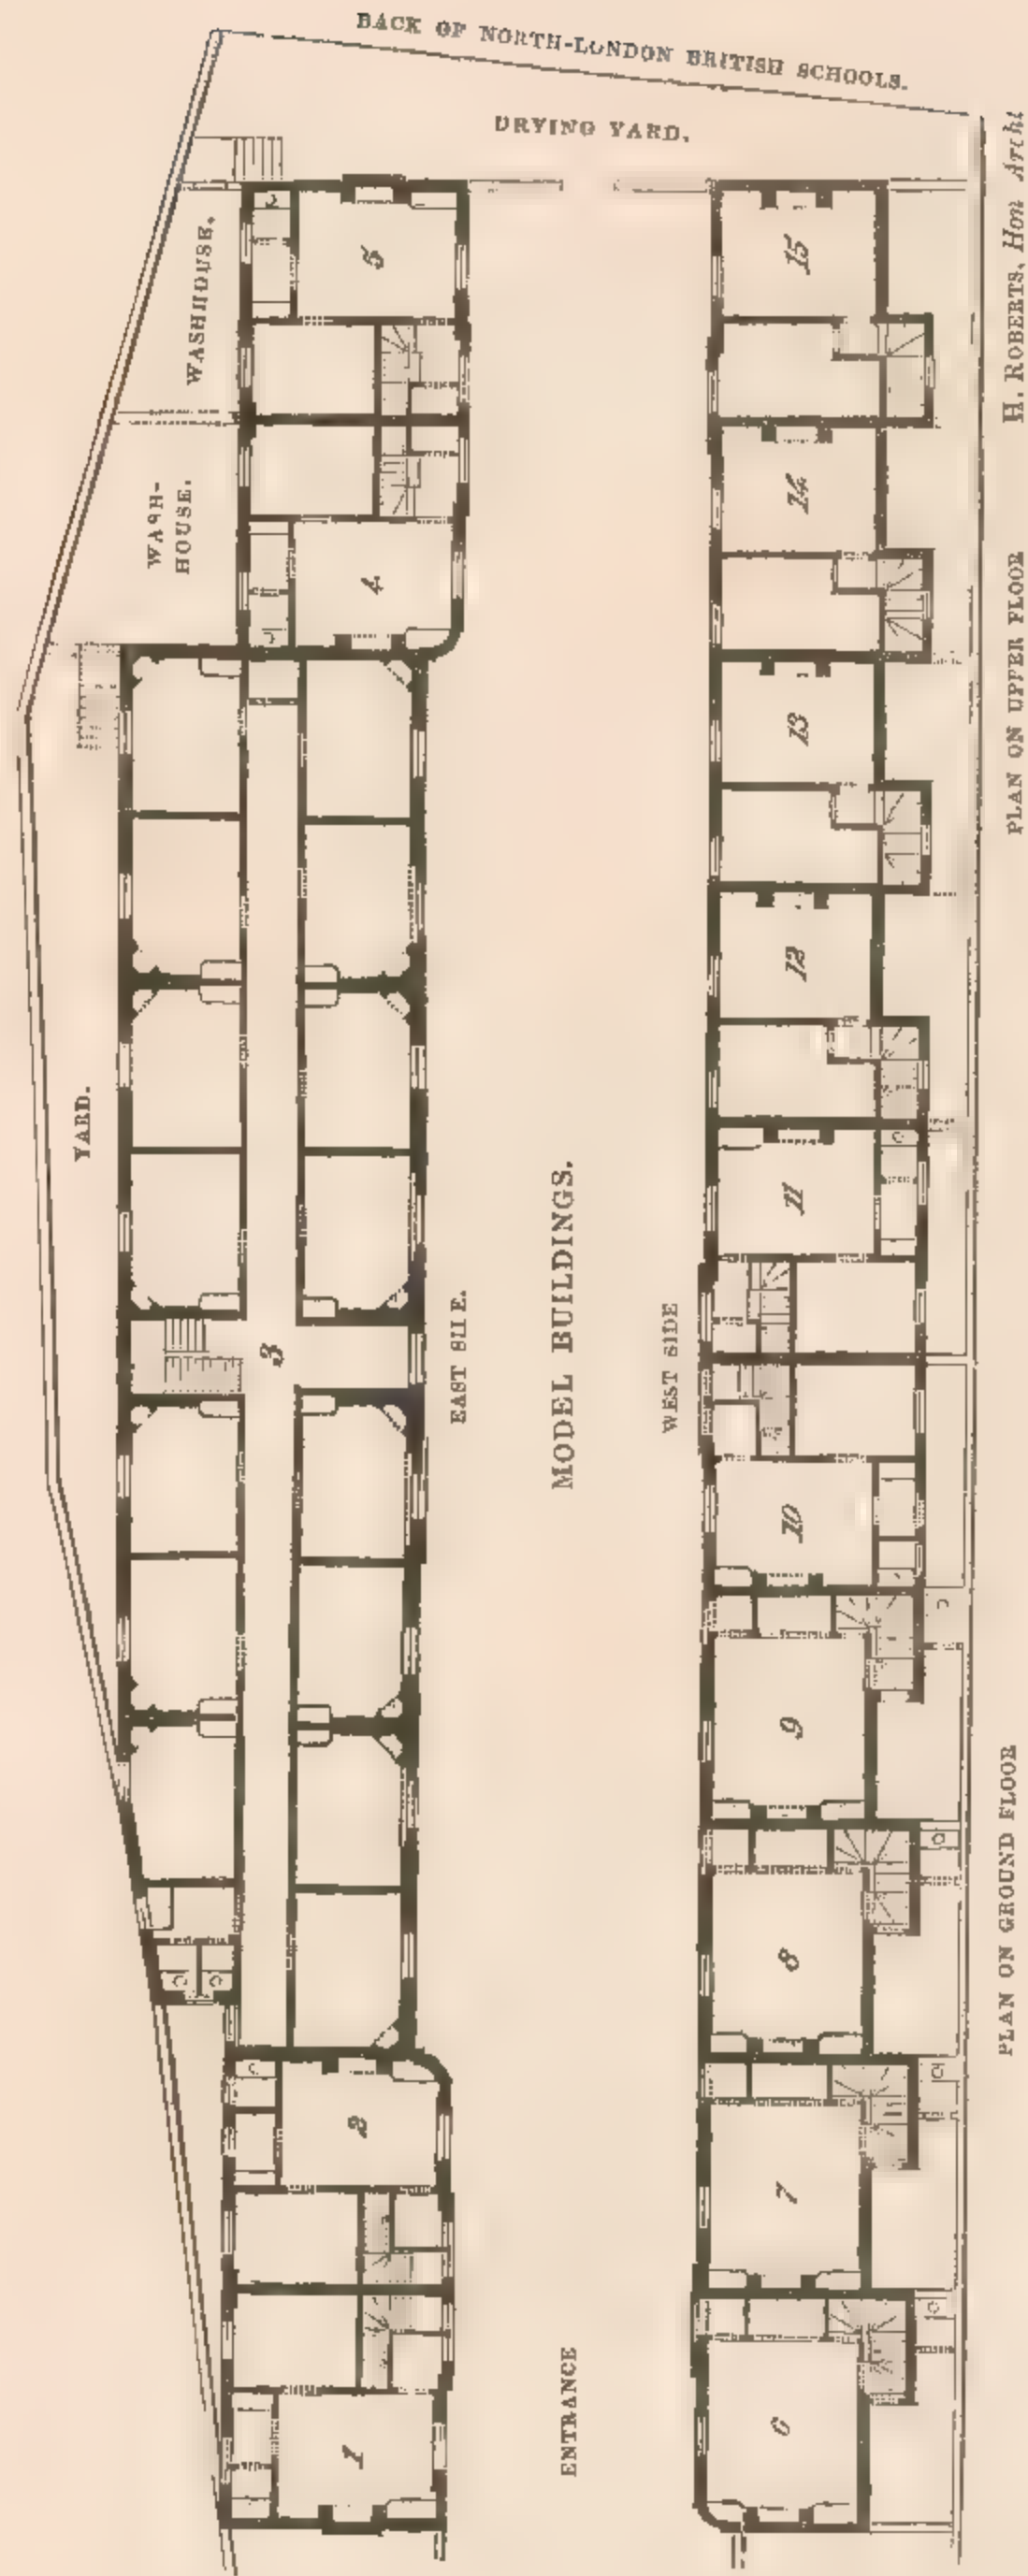 BACK OF NORTH-LONDON BRITISH SCHOOLS.
DRYING YARD.
WASHHOUSE.
WASH-
HOUSE.
YARD.
5
4
3
2
1
EAST SIDE.
MODEL BUILDINGS.
WEST SIDE
ENTRANCE
15
14
13
12
11
10
9
8
7
6
H. ROBERTS, Hon Archt
PLAN ON UPPER FLOOR
PLAN ON GROUND FLOOR